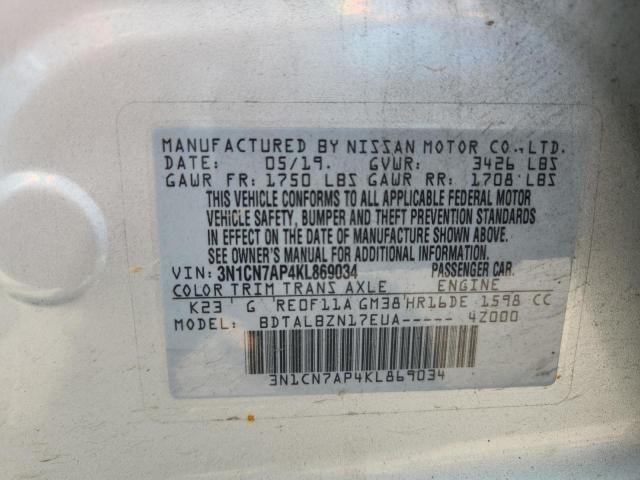 MANUFACTURED BY NISSAN MOTOR CO.,LTD.
DATE: 05/19. GVWR: 3426 LBS
GAWR FR: 1750 LBS GAWR RR: 1708 LBS
THIS VEHICLE CONFORMS TO ALL APPLICABLE FEDERAL MOTOR
VEHICLE SAFETY, BUMPER AND THEFT PREVENTION STANDARDS
IN EFFECT ON THE DATE OF MANUFACTURE SHOWN ABOVE.
SEE OWNER'S MANUAL FOR ADDITIONAL INFORMATION.
VIN: 3N1CN7AP4KL869034 PASSENGER CAR.
COLOR TRIM TRANS AXLE ENGINE
K23 G RE0F11A GM38 HR16DE 1598 CC
MODEL: BDTALBZN17EUA----- 4Z000
3N1CN7AP4KL869034